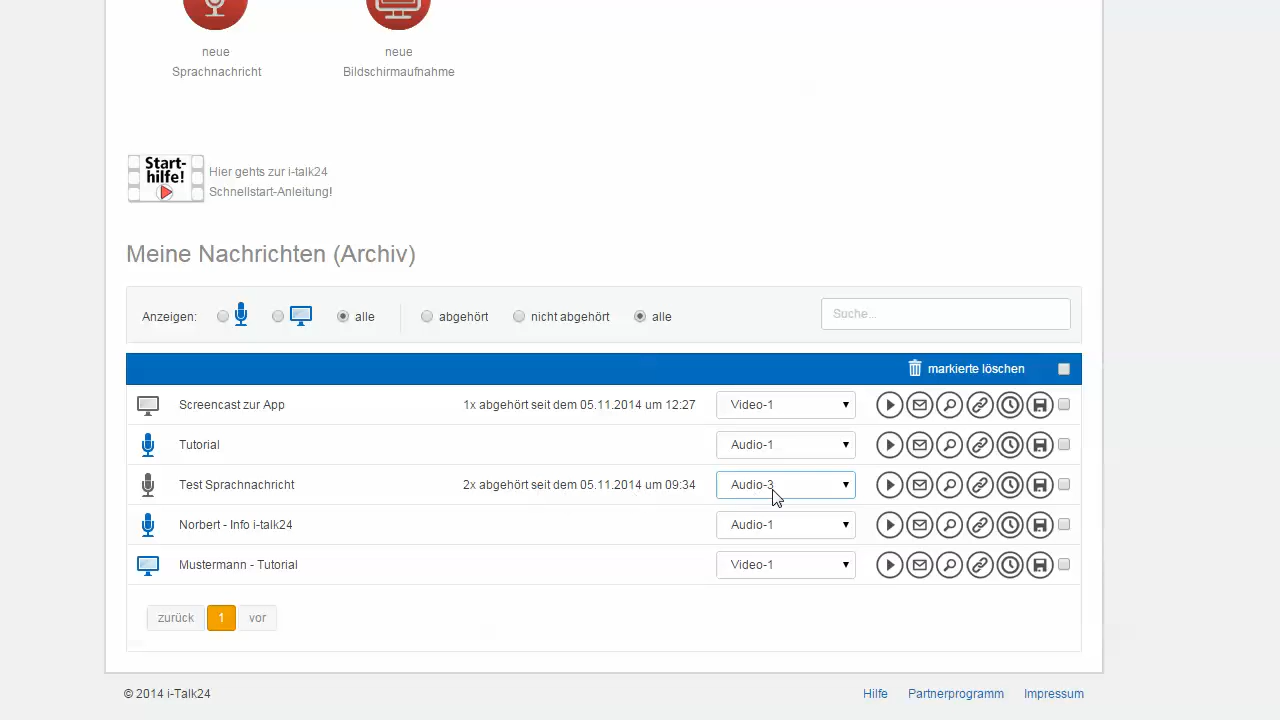 neue
Sprachnachricht
neue
Bildschirmaufnahme
Start-
hilfe!
Hier gehts zur i-talk24
Schnellstart-Anleitung!
Meine Nachrichten (Archiv)
Anzeigen: alle abgehört nicht abgehört alle Suche...
markierte löschen
Screencast zur App 1x abgehört seit dem 05.11.2014 um 12:27 Video-1
Tutorial Audio-1
Test Sprachnachricht 2x abgehört seit dem 05.11.2014 um 09:34 Audio-3
Norbert - Info i-talk24 Audio-1
Mustermann - Tutorial Video-1
zurück 1 vor
© 2014 i-Talk24 Hilfe Partnerprogramm Impressum